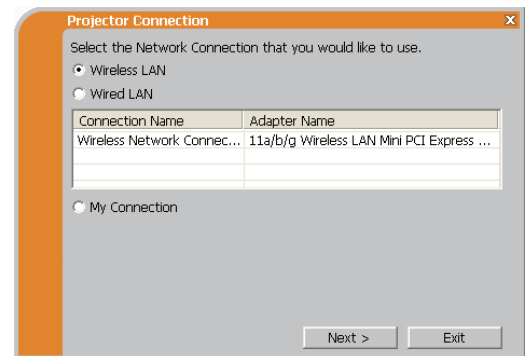 Projector Connection x
Select the Network Connection that you would like to use.
Wireless LAN
Wired LAN
Connection Name Adapter Name
Wireless Network Connec... 11a/b/g Wireless LAN Mini PCI Express ...
My Connection
Next > Exit